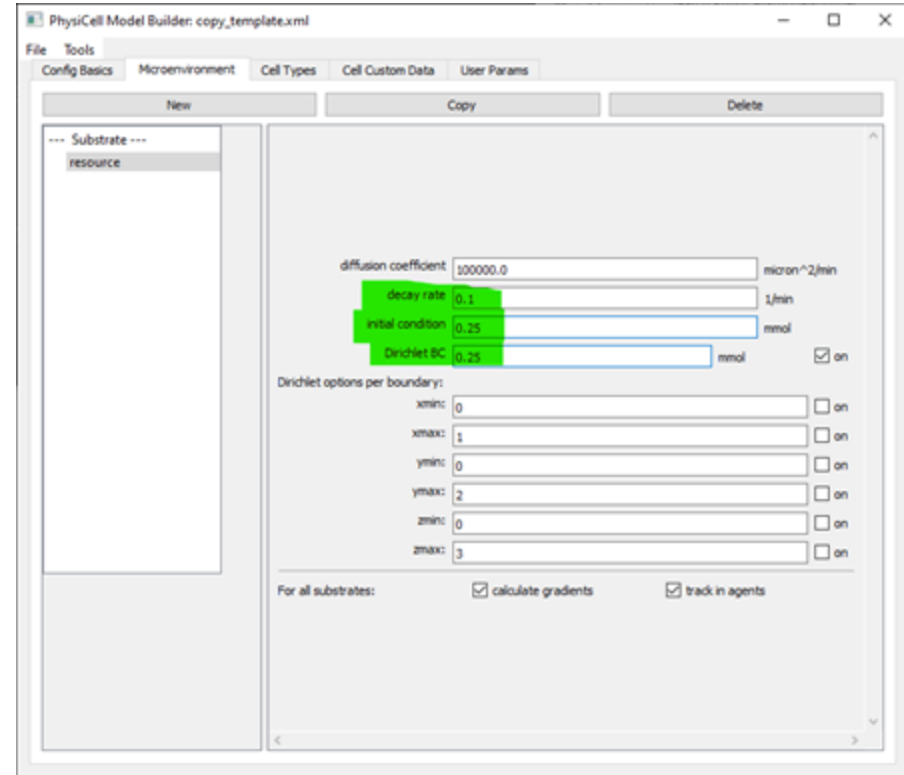 PhysiCell Model Builder: copy_template.xml
File Tools
Config Basics Microenvironment Cell Types Cell Custom Data User Params
New Copy Delete
--- Substrate ---
resource
diffusion coefficient 100000.0 micron^2/min
decay rate 0.1 1/min
initial condition 0.25 mmol
Dirichlet BC 0.25 mmol on
Dirichlet options per boundary:
xmin: 0 on
xmax: 1 on
ymin: 0 on
ymax: 2 on
zmin: 0 on
zmax: 3 on
For all substrates: calculate gradients track in agents